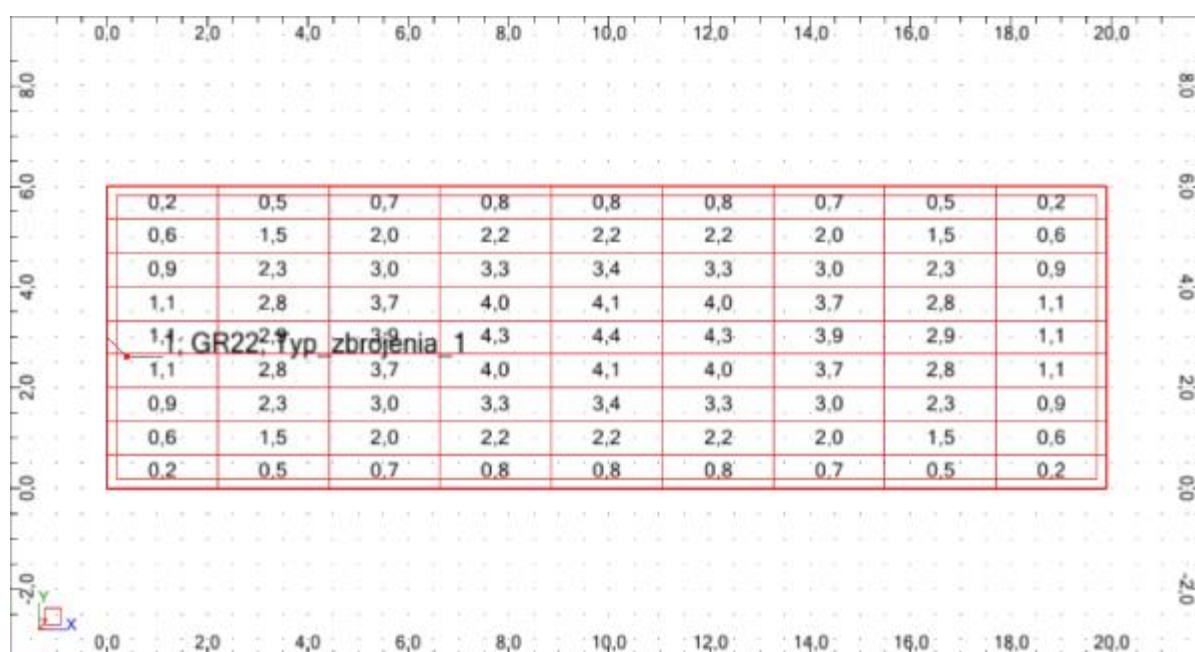 0,0 2,0 4,0 6,0 8,0 10,0 12,0 14,0 16,0 18,0 20,0
8,0 8,0
6,0 6,0
0,2 0,5 0,7 0,8 0,8 0,8 0,7 0,5 0,2
0,6 1,5 2,0 2,2 2,2 2,2 2,0 1,5 0,6
0,9 2,3 3,0 3,3 3,4 3,3 3,0 2,3 0,9
4,0 4,0
1,1 2,8 3,7 4,0 4,1 4,0 3,7 2,8 1,1
1,1 2,9 3,9 4,3 4,4 4,3 3,9 2,9 1,1
1; GR22; Typ_zbrojenia_1
1,1 2,8 3,7 4,0 4,1 4,0 3,7 2,8 1,1
2,0 2,0
0,9 2,3 3,0 3,3 3,4 3,3 3,0 2,3 0,9
0,6 1,5 2,0 2,2 2,2 2,2 2,0 1,5 0,6
0,2 0,5 0,7 0,8 0,8 0,8 0,7 0,5 0,2
0,0 0,0
-2,0 -2,0
Y
Z X
0,0 2,0 4,0 6,0 8,0 10,0 12,0 14,0 16,0 18,0 20,0